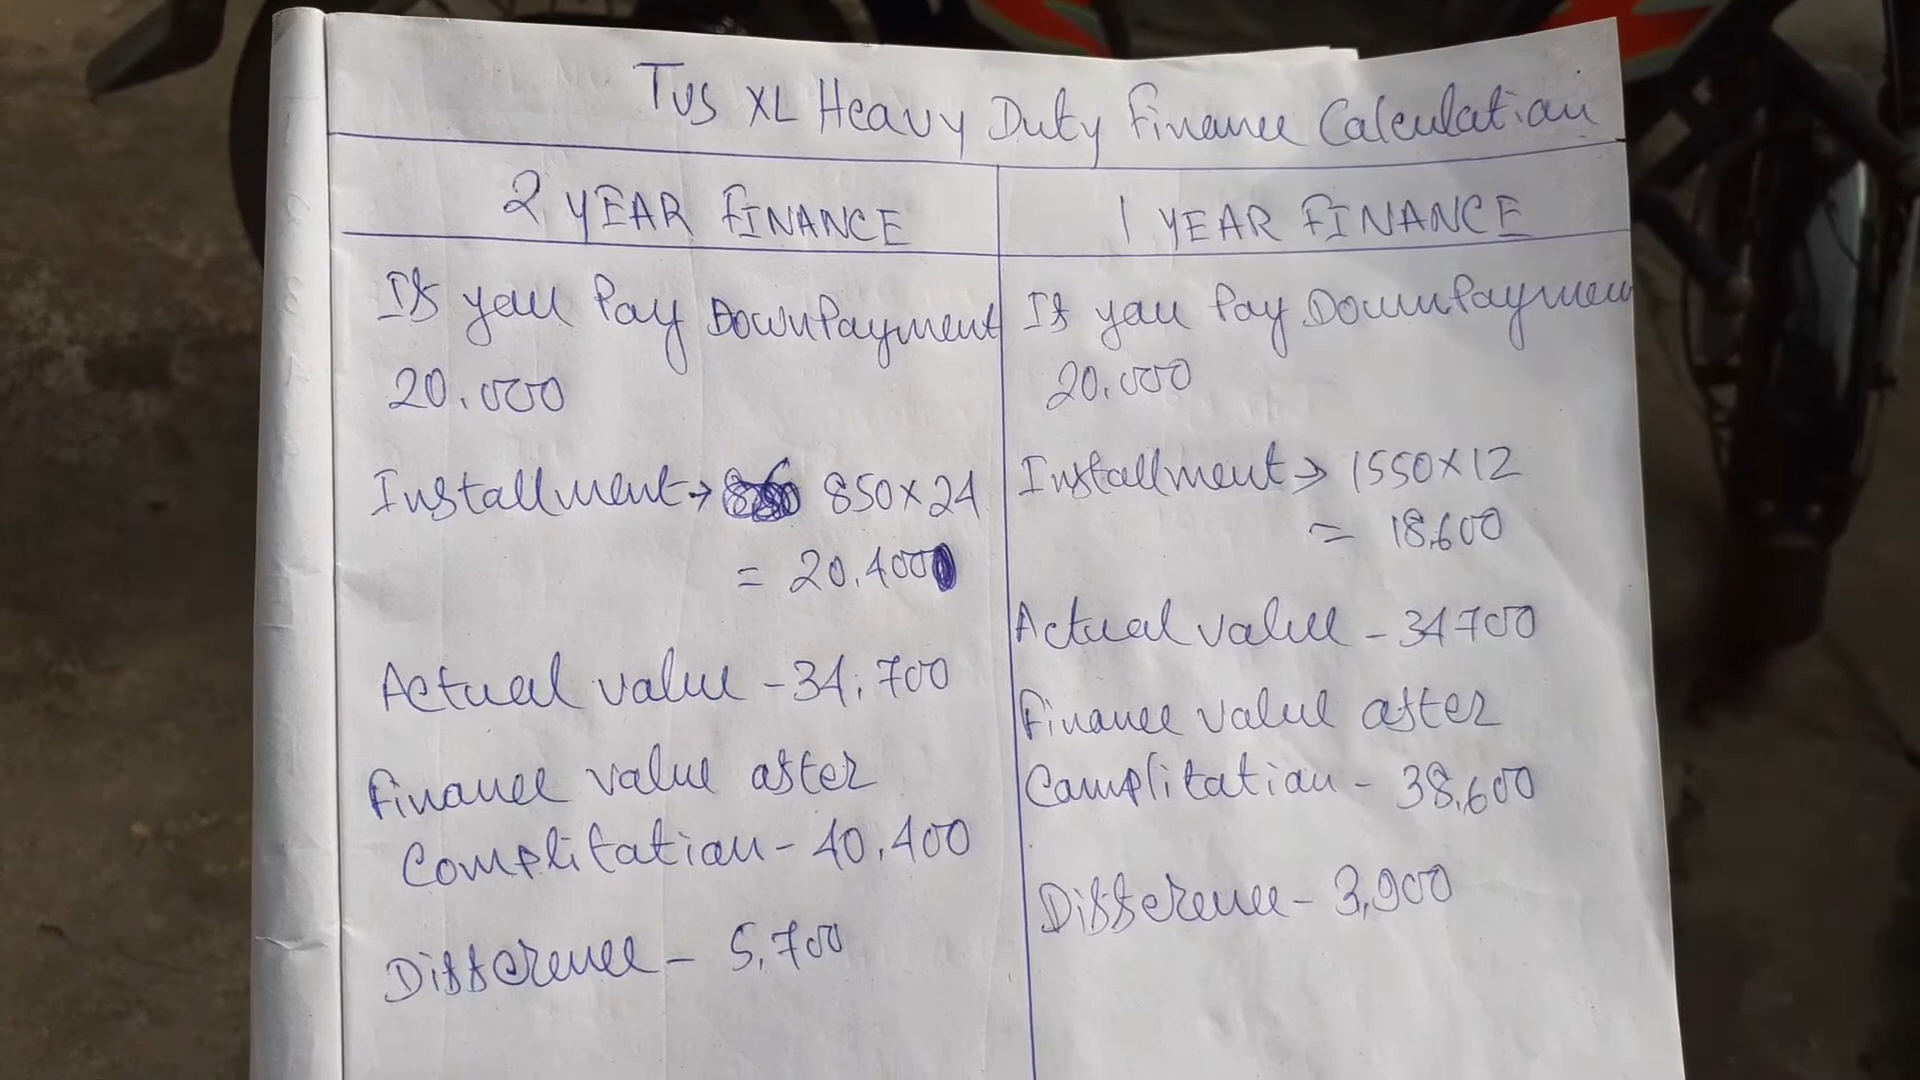 TVS XL Heavy Duty Finance Calculation
2 YEAR FINANCE
If you Pay DownPayment
20.000
Installment → 850×24
= 20.400
Actual value - 34.700
Finance value after
Complitation - 40.400
Difference - 5,700
1 YEAR FINANCE
If you Pay DownPaymen
20.000
Installment → 1550×12
= 18,600
Actual value - 34700
Finance value after
Complitation - 38,600
Difference - 3,900